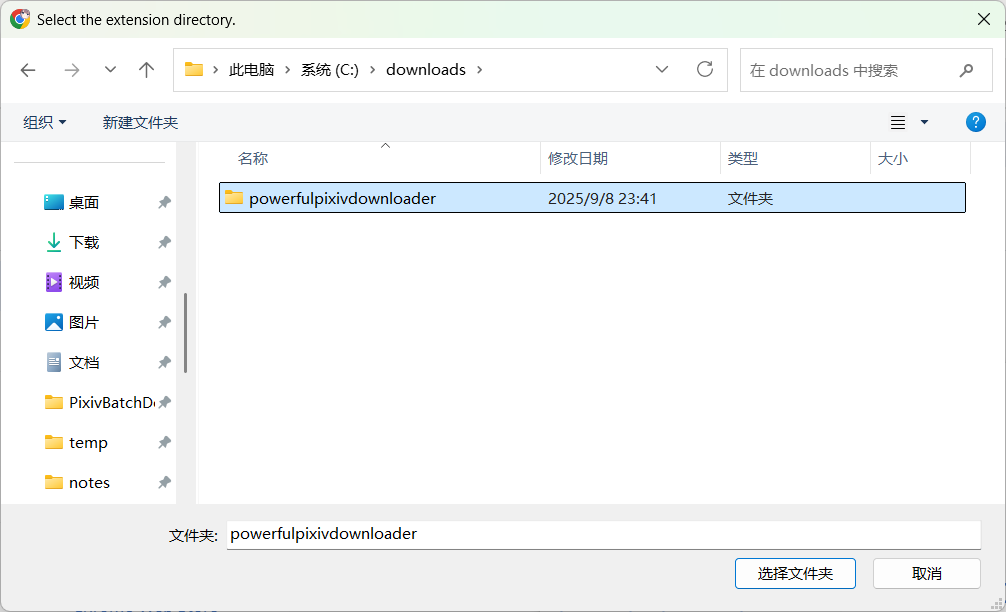 Select the extension directory.
此电脑 系统 (C:) downloads
在 downloads 中搜索
组织 新建文件夹
名称 修改日期 类型 大小
powerfulpixivdownloader 2025/9/8 23:41 文件夹
桌面
下载
视频
图片
文档
PixivBatchD
temp
notes
文件夹: powerfulpixivdownloader
选择文件夹 取消